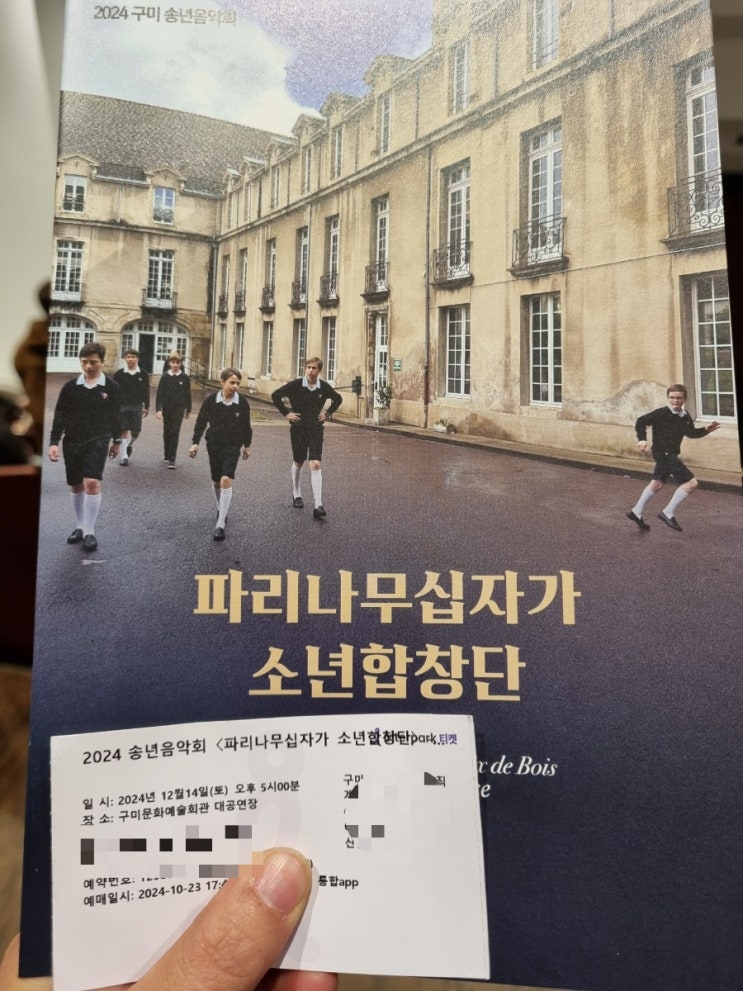 2024 구미 송년음악회
파리나무십자가
소년합창단
de Bois
2024 송년음악회 <파리나무십자가 소년합창단> ...
티켓
일 시: 2024년 12월14일(토) 오후 5시00분
장 소: 구미문화예술회관 대공연장
예약번호:
통합app
예매일시: 2024-10-23